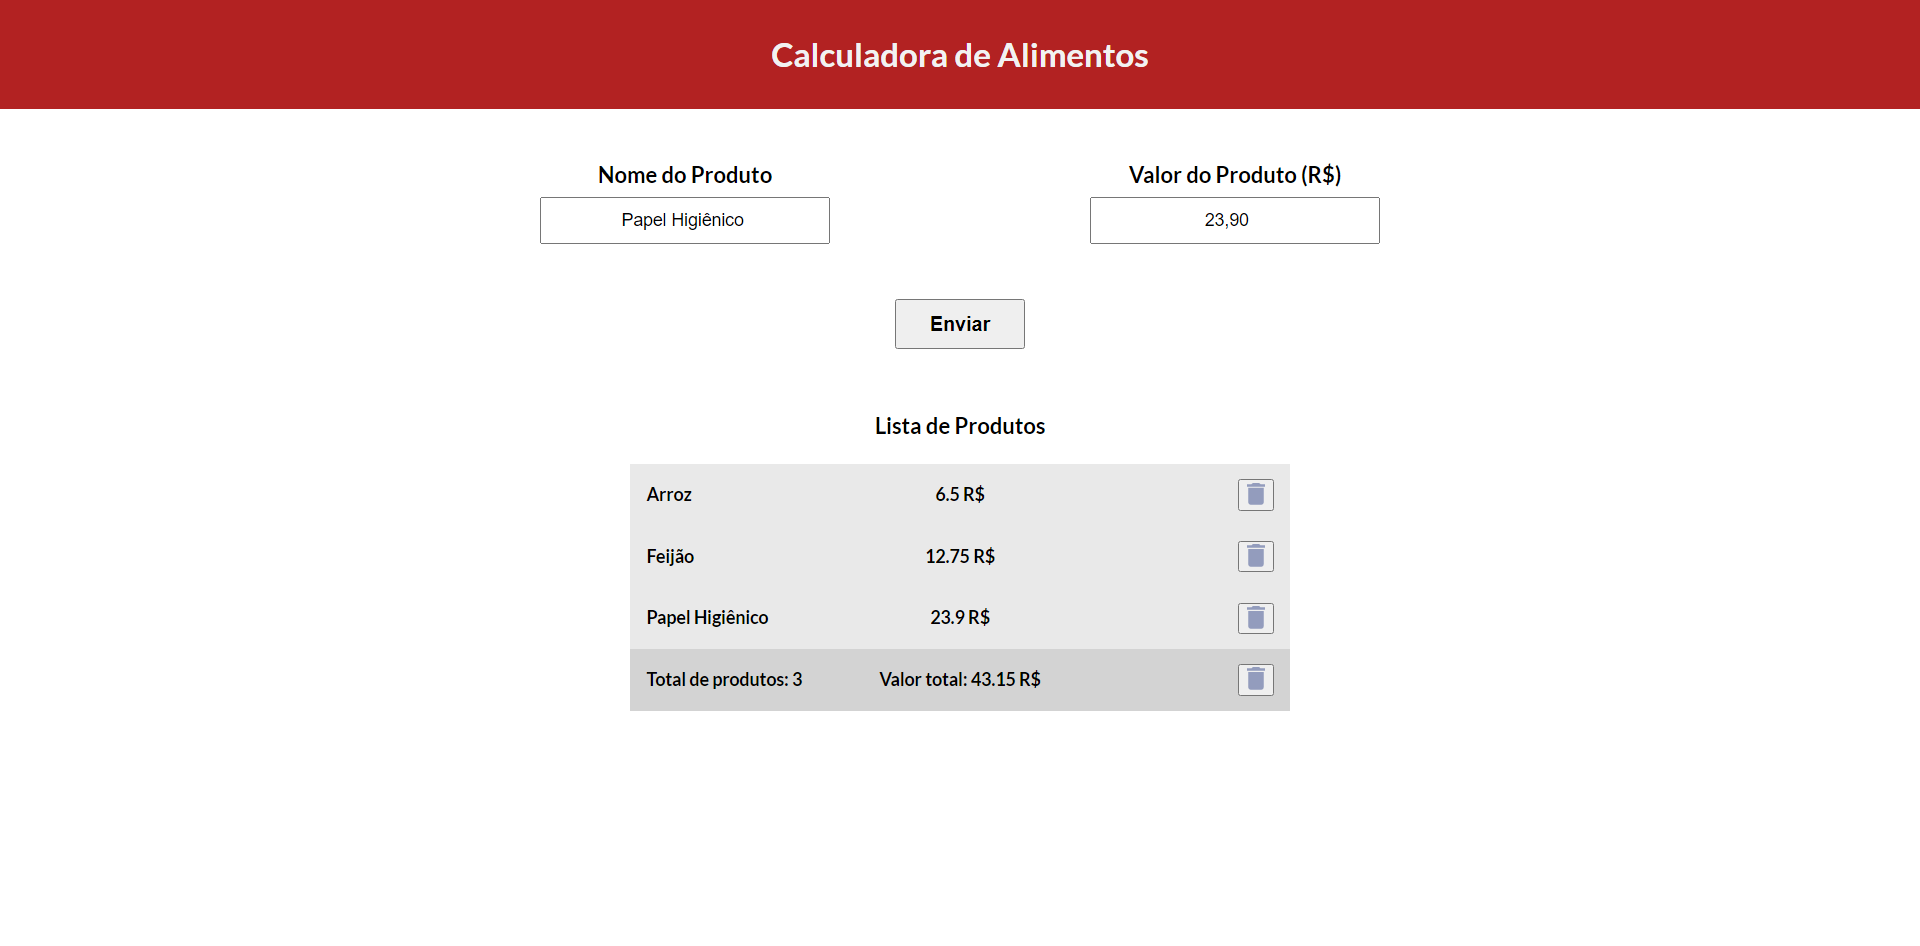 Calculadora de Alimentos
Nome do Produto
Valor do Produto (R$)
Papel Higiênico
23,90
Enviar
Lista de Produtos
Arroz 6.5 R$
Feijão 12.75 R$
Papel Higiênico 23.9 R$
Total de produtos: 3 Valor total: 43.15 R$